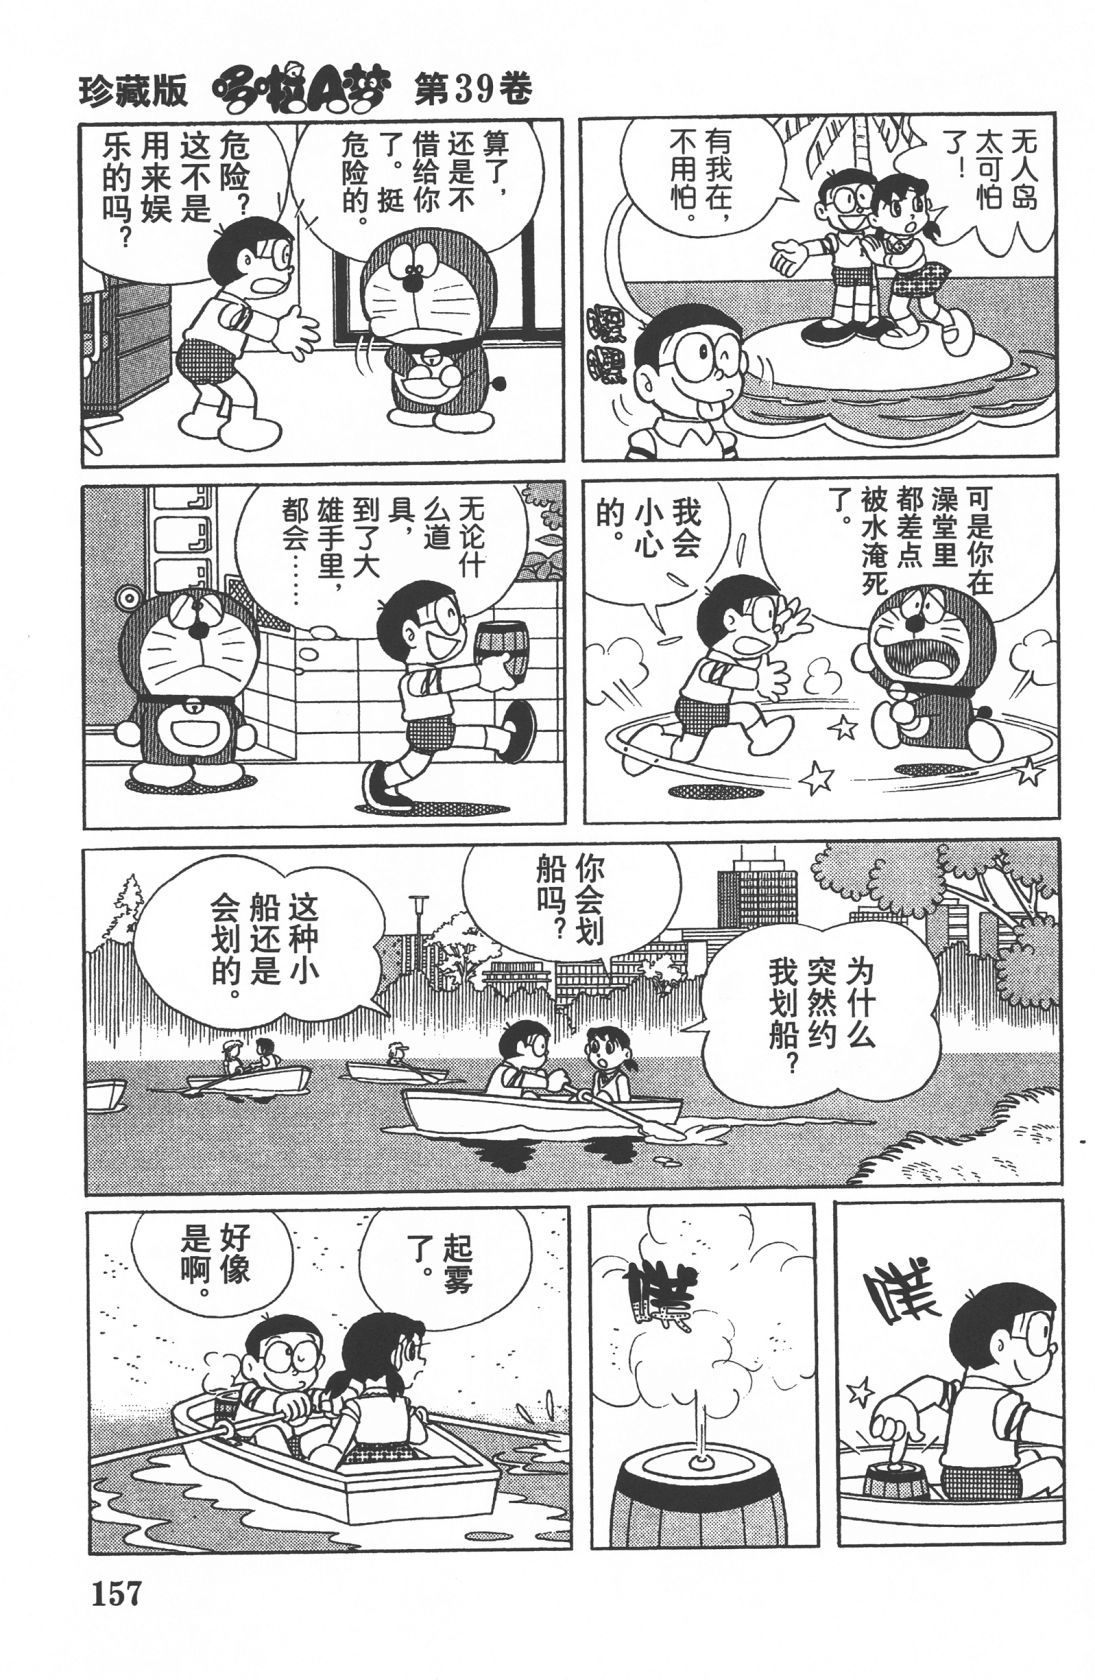 珍藏版 哆啦A梦 第39卷
无人岛
太可怕
了！
有我在，
不用怕。
嘿
嘿
算了，
还是不
借给你
了。挺
危险的。
危险？
这不是
用来娱
乐的吗？
可是你在
澡堂里
都差点
被水淹死
了。
我会
小心
的。
无论什
么道
具，
到了大
雄手里，
都会……
为什么
突然约
我划船？
你会划
船吗？
这种小
船还是
会划的。
噗
噗
起雾
了。
好像
是啊。
157